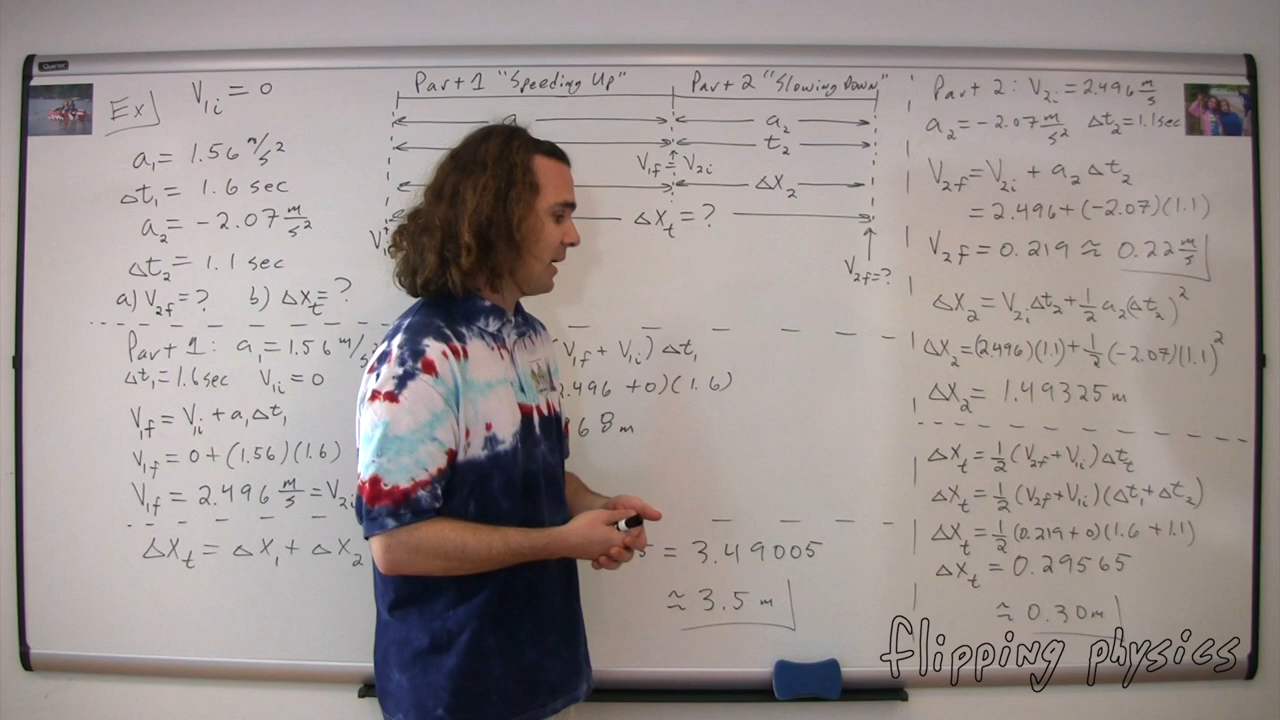 Quartet
Ex) V₁ᵢ = 0
a₁ = 1.56 m/s²
Δt₁ = 1.6 sec
a₂ = -2.07 m/s²
Δt₂ = 1.1 sec
a) V₂f = ? b) ΔXₜ = ?
Part 1 "Speeding Up" Part 2 "Slowing Down"
a₂
t₂
V₁f = V₂ᵢ
ΔX₂
ΔXₜ = ?
V₂f = ?
Part 1: a₁ = 1.56 m/s
Δt₁ = 1.6 sec V₁ᵢ = 0
V₁f = V₁ᵢ + a₁Δt₁
V₁f = 0 + (1.56)(1.6)
V₁f = 2.496 m/s = V₂ᵢ
(V₁f + V₁ᵢ) Δt₁
.496 + 0)(1.6)
68 m
ΔXₜ = ΔX₁ + ΔX₂
= 3.49005
≈ 3.5 m
Part 2: V₂ᵢ = 2.496 m/s
a₂ = -2.07 m/s² Δt₂ = 1.1 sec
V₂f = V₂ᵢ + a₂ Δt₂
= 2.496 + (-2.07)(1.1)
V₂f = 0.219 ≈ 0.22 m/s
ΔX₂ = V₂ᵢ Δt₂ + ½ a₂ (Δt₂)²
ΔX₂ = (2.496)(1.1) + ½ (-2.07)(1.1)²
ΔX₂ = 1.49325 m
ΔXₜ = ½ (V₂f + V₁ᵢ) Δtₜ
ΔXₜ = ½ (V₂f + V₁ᵢ)(Δt₁ + Δt₂)
ΔXₜ = ½ (0.219 + 0)(1.6 + 1.1)
ΔXₜ = 0.29565
≈ 0.30 m
flipping physics